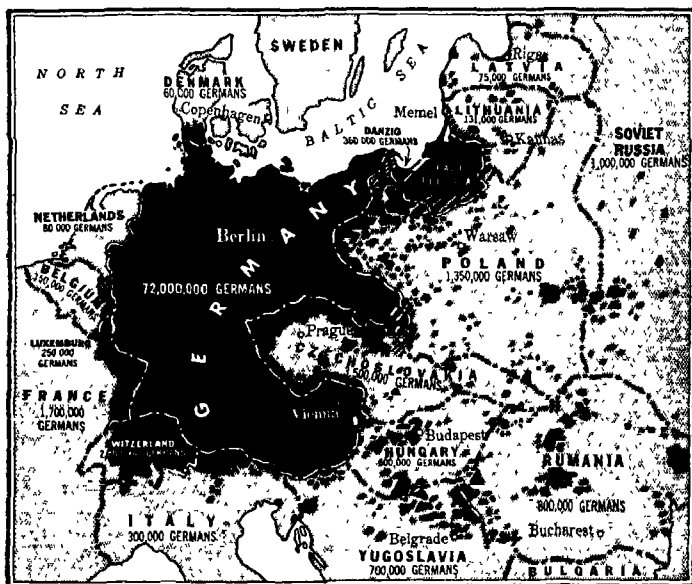 SWEDEN
NORTH
SEA
DENMARK
60,000 GERMANS
Copenhagen
BALTIC SEA
Riga
LATVIA
75,000 GERMANS
Memel
LITHUANIA
131,000 GERMANS
Kaunas
DANZIG
360,000 GERMANS
SOVIET
RUSSIA
1,000,000 GERMANS
NETHERLANDS
80,000 GERMANS
Berlin
GERMANY
72,000,000 GERMANS
Warsaw
POLAND
1,350,000 GERMANS
BELGIUM
GERMANS
LUXEMBURG
250,000
GERMANS
Prague
CZECHOSLOVAKIA
GERMANS
FRANCE
1,700,000
GERMANS
Vienna
Budapest
HUNGARY
600,000 GERMANS
RUMANIA
800,000 GERMANS
SWITZERLAND
GERMANS
ITALY
300,000 GERMANS
Belgrade
YUGOSLAVIA
700,000 GERMANS
Bucharest
BULGARIA